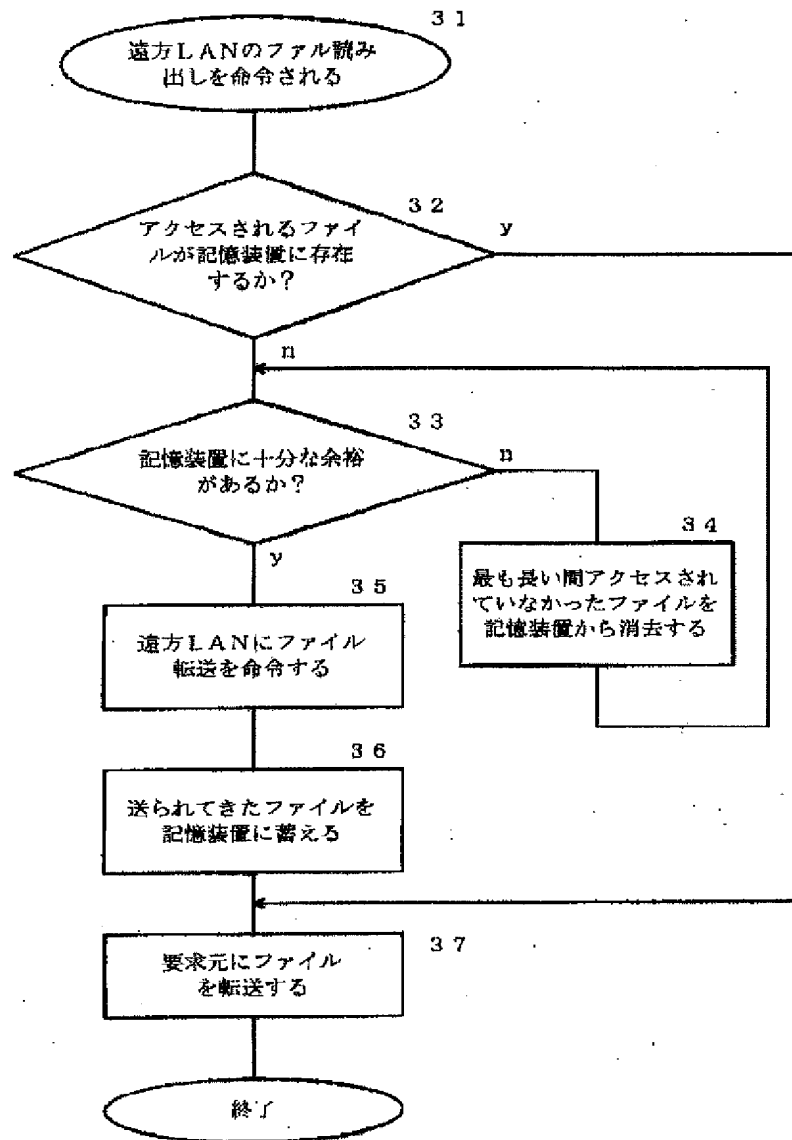 31
遠方LANのファル読み
出しを命令される
32
アクセスされるファイ
ルが記憶装置に存在
するか？
y
n
33
記憶装置に十分な余裕
があるか？
n
y
34
最も長い間アクセスされ
ていなかったファイルを
記憶装置から消去する
35
遠方LANにファイル
転送を命令する
36
送られてきたファイルを
記憶装置に蓄える
37
要求元にファイル
を転送する
終了